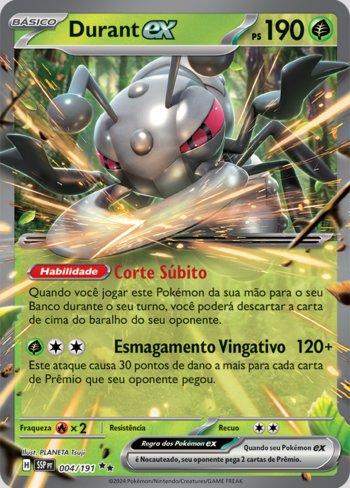 BÁSICO
Durant ex PS 190
Habilidade Corte Súbito
Quando você jogar este Pokémon da sua mão para o seu
Banco durante o seu turno, você poderá descartar a carta
de cima do baralho do seu oponente.
Esmagamento Vingativo 120+
Este ataque causa 30 pontos de dano a mais para cada carta
de Prêmio que seu oponente pegou.
Fraqueza × 2 Resistência Recuo
Ilust. PLANETA Tsuji
Regra dos Pokémon ex Quando seu Pokémon ex
é Nocauteado, seu oponente pega 2 cartas de Prêmio.
H SSP PT 004/191
©2024 Pokémon/Nintendo/Creatures/GAME FREAK